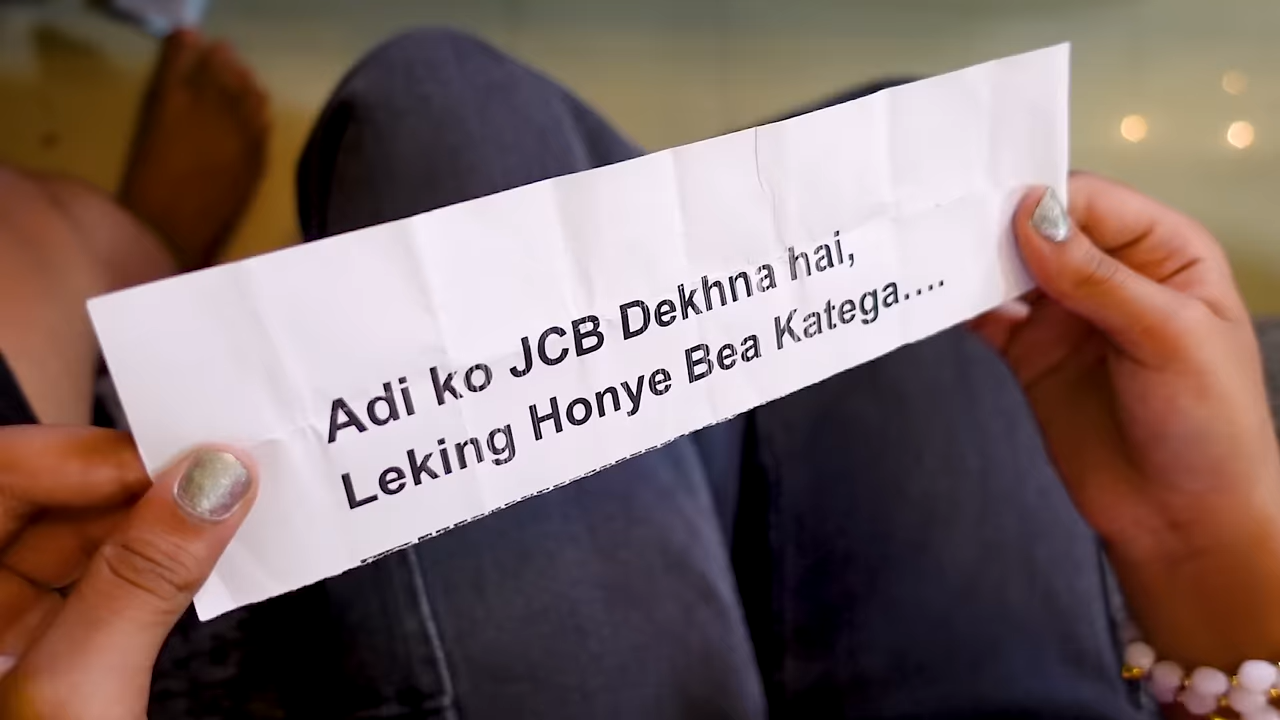 Adi ko JCB Dekhna hai,
Leking Honye Bea Katega....